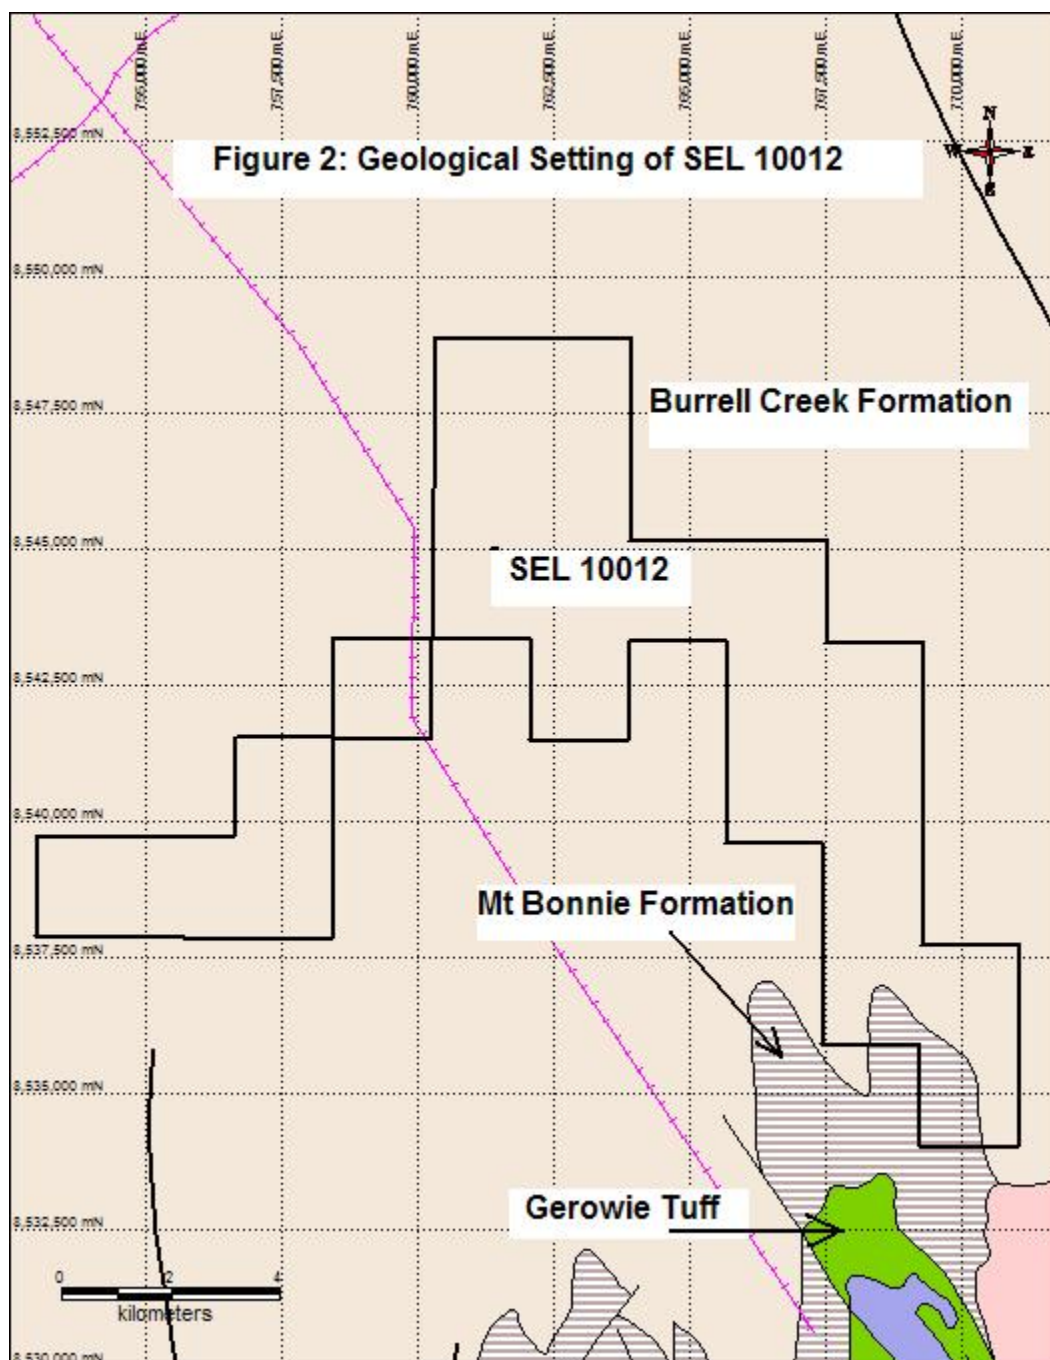 755,000 mE
757,500 mE
760,000 mE
762,500 mE
765,000 mE
767,500 mE
770,000 mE
8,552,500 mN
Figure 2: Geological Setting of SEL 10012
N
W E
S
8,550,000 mN
8,547,500 mN
Burrell Creek Formation
8,545,000 mN
SEL 10012
8,542,500 mN
8,540,000 mN
Mt Bonnie Formation
8,537,500 mN
8,535,000 mN
Gerowie Tuff
8,532,500 mN
0 2 4
kilometers
8,530,000 mN